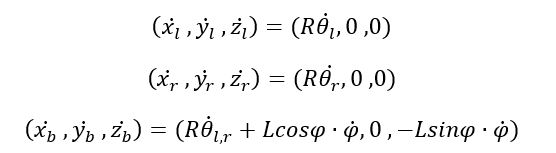 (ẋ_l , ẏ_l , ż_l) = (Rθ̇_l, 0 ,0)
(ẋ_r , ẏ_r , ż_r) = (Rθ̇_r, 0 ,0)
(ẋ_b , ẏ_b , ż_b) = (Rθ̇_{l,r} + Lcosφ · φ̇, 0 , −Lsinφ · φ̇)